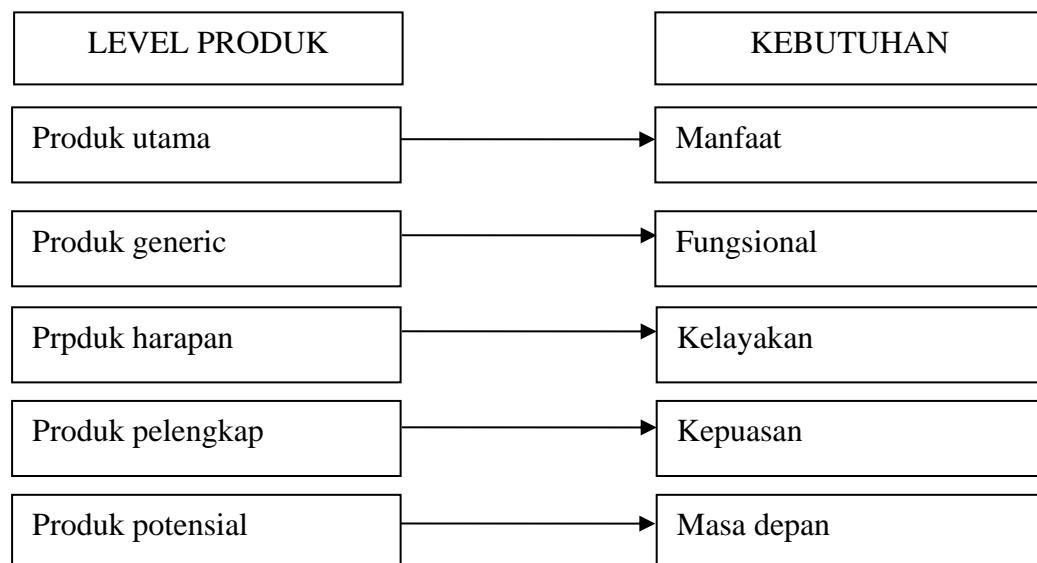 LEVEL PRODUK
KEBUTUHAN
Produk utama
Manfaat
Produk generic
Fungsional
Prpduk harapan
Kelayakan
Produk pelengkap
Kepuasan
Produk potensial
Masa depan